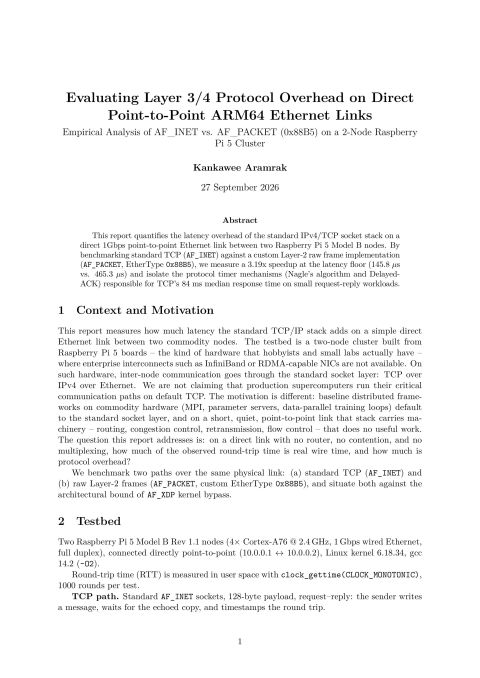 Evaluating Layer 3/4 Protocol Overhead on Direct
Point-to-Point ARM64 Ethernet Links
Empirical Analysis of AF_INET vs. AF_PACKET (0x88B5) on a 2-Node Raspberry
Pi 5 Cluster
Kankawee Aramrak
27 September 2026
Abstract
This report quantifies the latency overhead of the standard IPv4/TCP socket stack on a
direct 1Gbps point-to-point Ethernet link between two Raspberry Pi 5 Model B nodes. By
benchmarking standard TCP (AF_INET) against a custom Layer-2 raw frame implementation
(AF_PACKET, EtherType 0x88B5), we measure a 3.19x speedup at the latency floor (145.8 µs
vs. 465.3 µs) and isolate the protocol timer mechanisms (Nagle's algorithm and Delayed-
ACK) responsible for TCP's 84 ms median response time on small request-reply workloads.
1 Context and Motivation
This report measures how much latency the standard TCP/IP stack adds on a simple direct
Ethernet link between two commodity nodes. The testbed is a two-node cluster built from
Raspberry Pi 5 boards – the kind of hardware that hobbyists and small labs actually have –
where enterprise interconnects such as InfiniBand or RDMA-capable NICs are not available. On
such hardware, inter-node communication goes through the standard socket layer: TCP over
IPv4 over Ethernet. We are not claiming that production supercomputers run their critical
communication paths on default TCP. The motivation is different: baseline distributed frame-
works on commodity hardware (MPI, parameter servers, data-parallel training loops) default
to the standard socket layer, and on a short, quiet, point-to-point link that stack carries ma-
chinery – routing, congestion control, retransmission, flow control – that does no useful work.
The question this report addresses is: on a direct link with no router, no contention, and no
multiplexing, how much of the observed round-trip time is real wire time, and how much is
protocol overhead?
We benchmark two paths over the same physical link: (a) standard TCP (AF_INET) and
(b) raw Layer-2 frames (AF_PACKET, custom EtherType 0x88B5), and situate both against the
architectural bound of AF_XDP kernel bypass.
2 Testbed
Two Raspberry Pi 5 Model B Rev 1.1 nodes (4× Cortex-A76 @ 2.4 GHz, 1 Gbps wired Ethernet,
full duplex), connected directly point-to-point (10.0.0.1 ↔ 10.0.0.2), Linux kernel 6.18.34, gcc
14.2 (-O2).
Round-trip time (RTT) is measured in user space with clock_gettime(CLOCK_MONOTONIC),
1000 rounds per test.
TCP path. Standard AF_INET sockets, 128-byte payload, request–reply: the sender writes
a message, waits for the echoed copy, and timestamps the round trip.
1